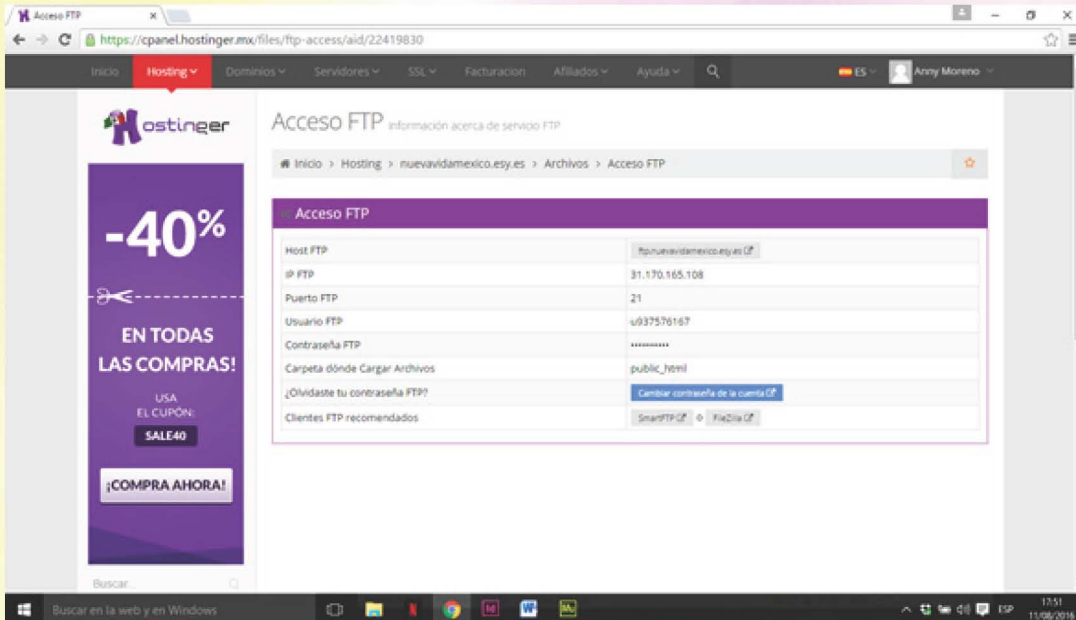 Acceso FTP
https://cpanel.hostinger.mx/files/ftp-access/aid/22419830
Inicio Hosting Dominios Servidores SSL Facturacion Afiliados Ayuda ES Anny Moreno
Hostinger
Acceso FTP información acerca de servicio FTP
Inicio > Hosting > nuevavidamexico.esy.es > Archivos > Acceso FTP
Acceso FTP
Host FTP ftp.nuevavidamexico.esy.es
IP FTP 31.170.165.108
Puerto FTP 21
Usuario FTP u937576167
Contraseña FTP ••••••••••
Carpeta dónde Cargar Archivos public_html
¿Olvidaste tu contraseña FTP? Cambiar contraseña de la cuenta
Clientes FTP recomendados SmartFTP o FileZilla
-40%
EN TODAS
LAS COMPRAS!
USA
EL CUPÓN:
SALE40
¡COMPRA AHORA!
Buscar...
Buscar en la web y en Windows
Id
W
Mu
ESP
17:51
11/08/2016